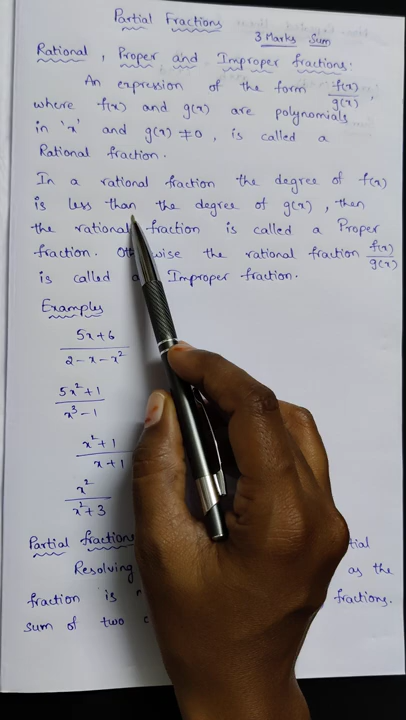 Partial Fractions
3 Marks Sum
Rational, Proper and Improper fractions:
An expression of the form f(x)/g(x),
where f(x) and g(x) are polynomials
in 'x' and g(x) ≠ 0, is called a
Rational fraction.
In a rational fraction the degree of f(x)
is less than the degree of g(x), then
the rational fraction is called a Proper
fraction. the rational fraction f(x)/g(x)
is called Improper fraction.
Examples
5x+6/2-x-x²
5x²+1/x³-1
x²+1/x+1
x²/x²+3
Partial fractions
Resolving as the
fraction is fractions.
sum of two